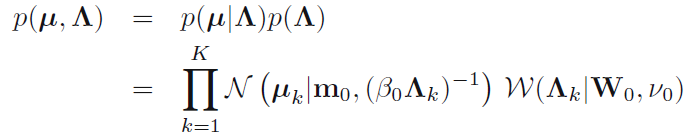 p(μ, Λ) = p(μ|Λ)p(Λ)
= ∏_{k=1}^{K} 𝒩 (μ_k|m_0, (β_0Λ_k)^{-1}) 𝒲(Λ_k|W_0, ν_0)